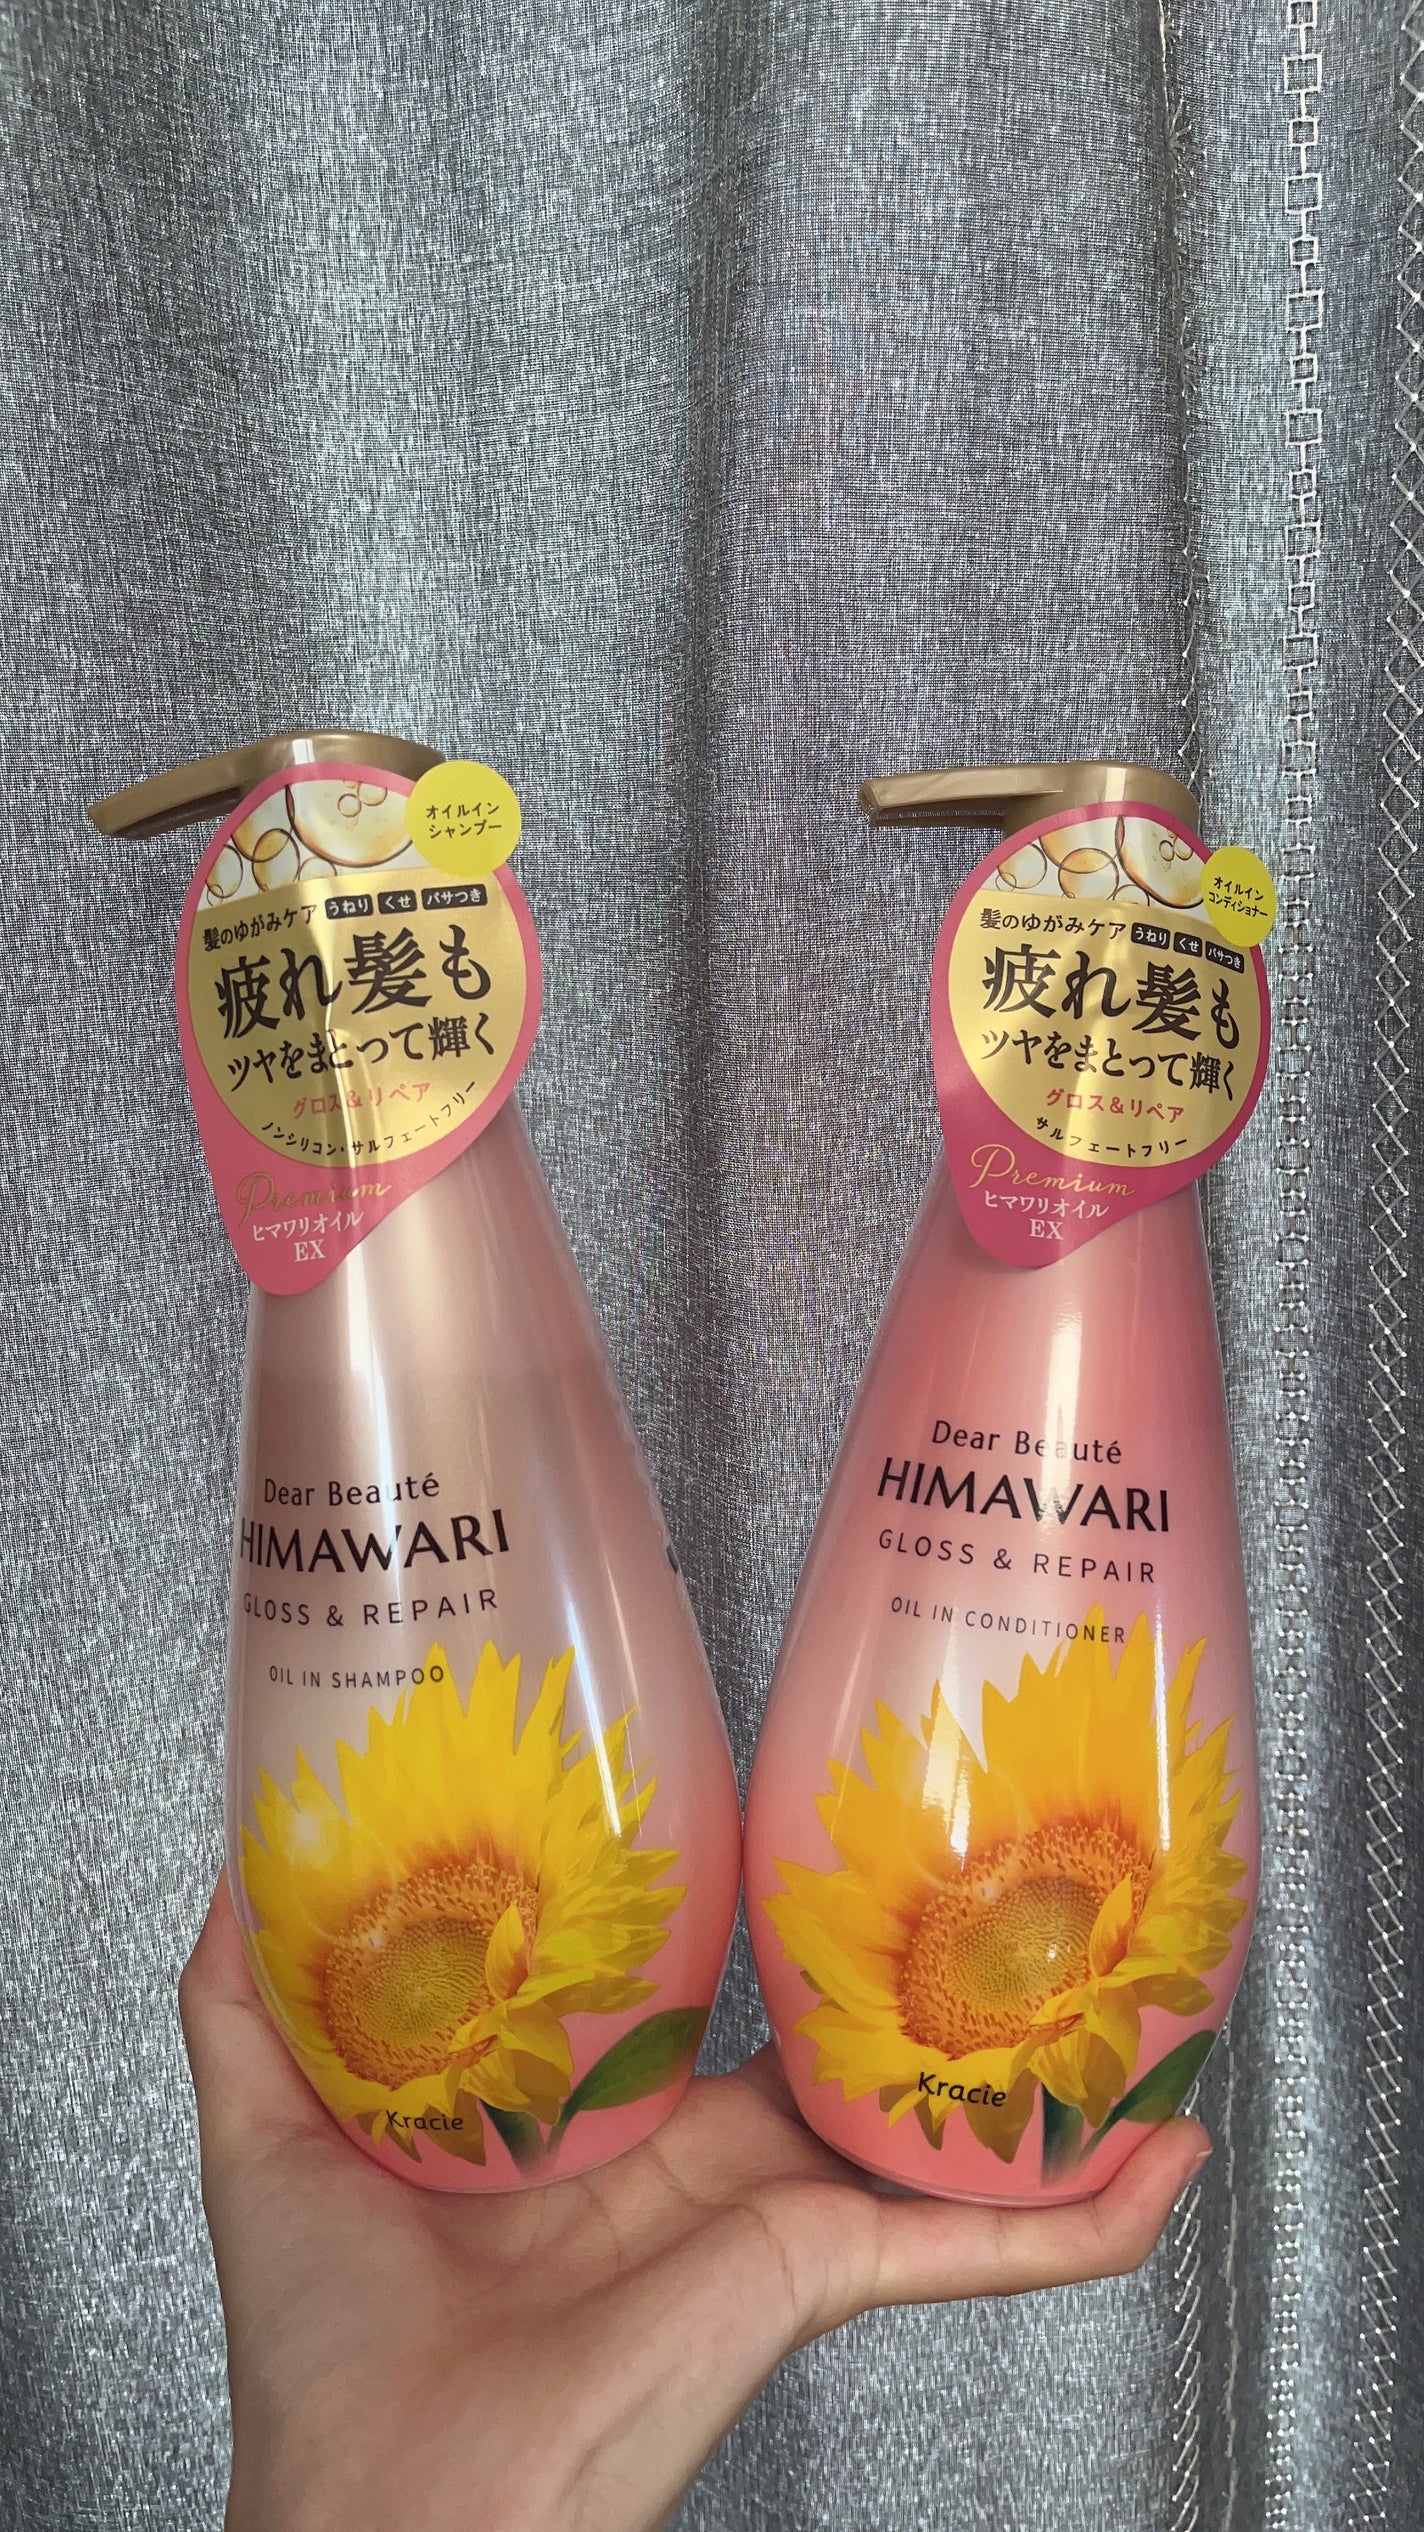 オイルイン
シャンプー
髪のゆがみケア うねり くせ パサつき
疲れ髪も
ツヤをまとって輝く
グロス&リペア
ノンシリコン・サルフェートフリー
Premium
ヒマワリオイル
EX
Dear Beauté
HIMAWARI
GLOSS & REPAIR
OIL IN SHAMPOO
Kracie
オイルイン
コンディショナー
髪のゆがみケア うねり くせ パサつき
疲れ髪も
ツヤをまとって輝く
グロス&リペア
サルフェートフリー
Premium
ヒマワリオイル
EX
Dear Beauté
HIMAWARI
GLOSS & REPAIR
OIL IN CONDITIONER
Kracie